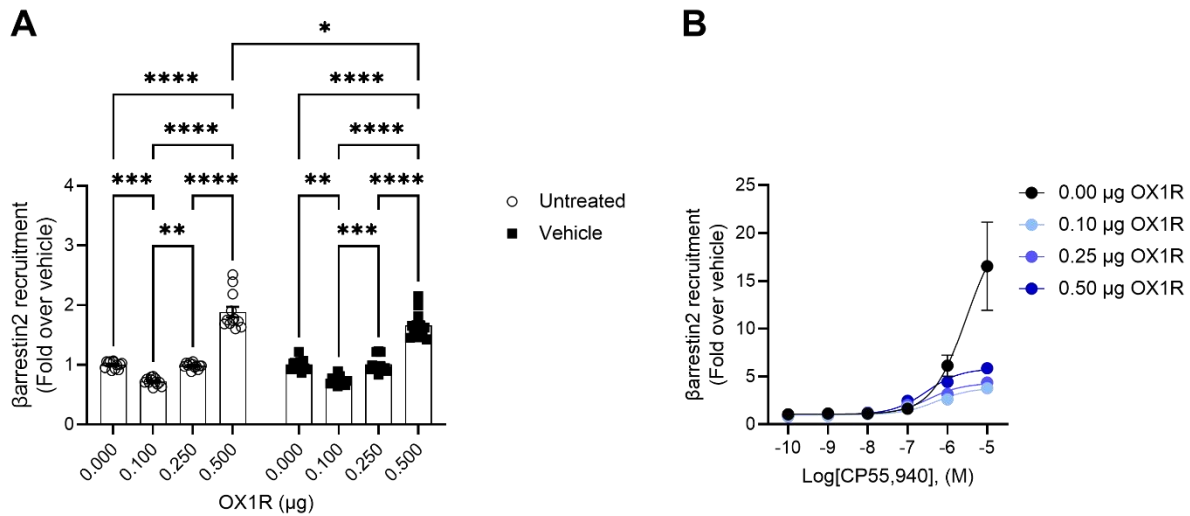 A
*
**** ****
**** ****
*** **** ** ****
** ***
βarrestin2 recruitment
(Fold over vehicle)
4
3
2
1
0
0.000 0.100 0.250 0.500 0.000 0.100 0.250 0.500
OX1R (µg)
Untreated
Vehicle
B
βarrestin2 recruitment
(Fold over vehicle)
25
20
15
10
5
0
-10 -9 -8 -7 -6 -5
Log[CP55,940], (M)
0.00 µg OX1R
0.10 µg OX1R
0.25 µg OX1R
0.50 µg OX1R